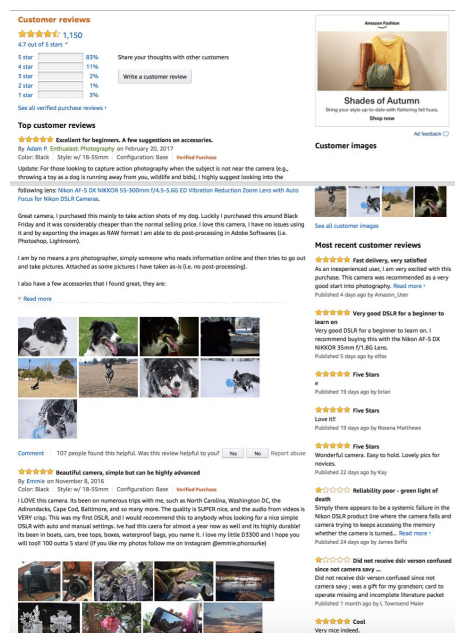 Customer reviews
1,150
4.7 out of 5 stars
5 star 83%
4 star 11%
3 star 2%
2 star 1%
1 star 3%
Share your thoughts with other customers
Write a customer review
See all verified purchase reviews ›
Top customer reviews
Excellent for beginners. A few suggestions on accessories.
By Adam P. Enthusiast: Photography on February 20, 2017
Color: Black | Style: w/ 18-55mm | Configuration: Base | Verified Purchase
Update: For those looking to capture action photography when the subject is not near the camera (e.g.,
throwing a toy as a dog is running away from you, wildlife and bids), I highly suggest looking into the
following lens: Nikon AF-S DX NIKKOR 55-300mm f/4.5-5.6G ED Vibration Reduction Zoom Lens with Auto
Focus for Nikon DSLR Cameras.
Great camera, I purchased this mainly to take action shots of my dog. Luckily I purchased this around Black
Friday and it was considerably cheaper than the normal selling price. I love this camera, I have no issues using
it and by exporting the images as RAW format I am able to do post-processing in Adobe Softwares (I.e.
Photoshop, Lightroom).
I am by no means a pro photographer, simply someone who reads information online and then tries to go out
and take pictures. Attached as some pictures I have taken as-is (i.e. no post-processing).
I also have a few accessories that I found great, they are:
Read more
Comment | 107 people found this helpful. Was this review helpful to you? Yes No Report abuse
Beautiful camera, simple but can be highly advanced
By Emmie on November 8, 2016
Color: Black | Style: w/ 18-55mm | Configuration: Base | Verified Purchase
I LOVE this camera. Its been on numerous trips with me, such as North Carolina, Washington DC, the
Adirondacks, Cape Cod, Baltimore, and so many more. The quality is SUPER nice, and the audio from videos is
VERY crisp. This was my first DSLR, and I would recommend this to anybody whos looking for a nice simple
DSLR with auto and manual settings. Ive had this camera for almost a year now as well and its highly durable!
Its been in boats, cars, tree tops, boxes, waterproof bags, you name it. I love my little D3300 and I hope you
will too!! 100 outta 5 stars! (if you like my photos follow me on instagram @emmie,phorourke)
Amazon Fashion
Shades of Autumn
Bring your style up-to-date with flattering fall hues.
Shop now
Ad feedback
Customer images
See all customer images
Most recent customer reviews
Fast delivery, very satisfied
As an inexperienced user, I am very excited with this
purchase. This camera was recommended as a very
good start into photography. Read more ›
Published 4 days ago by Amazon_User
Very good DSLR for a beginner to
learn on
Very good DSLR for a beginner to learn on. I
recommend buying this with the Nikon AF-S DX
NIKKOR 35mm f/1.8G Lens.
Published 5 days ago by elfos
Five Stars
e
Published 19 days ago by brian
Five Stars
Love it!!
Published 19 days ago by Roxana Matthews
Five Stars
Wonderful camera. Easy to hold. Lovely pics for
novices.
Published 22 days ago by Kay
Reliability poor - green light of
death
Simply there appears to be a systemic failure in the
Nikon DSLR product line where the camera fails and
camera trying to keeps accessing the memory
whether the camera is turned,.. Read more ›
Published 24 days ago by James Beffa
Did not recieve dslr verson confused
since not camera savy ...
Did not receive dslr verson confused since not
camera savy ; was a gift for my grandson; card to
operate missing and incomplete literature packet
Published 1 month ago by L Townsend Maier
Cool
Very nice indeed.